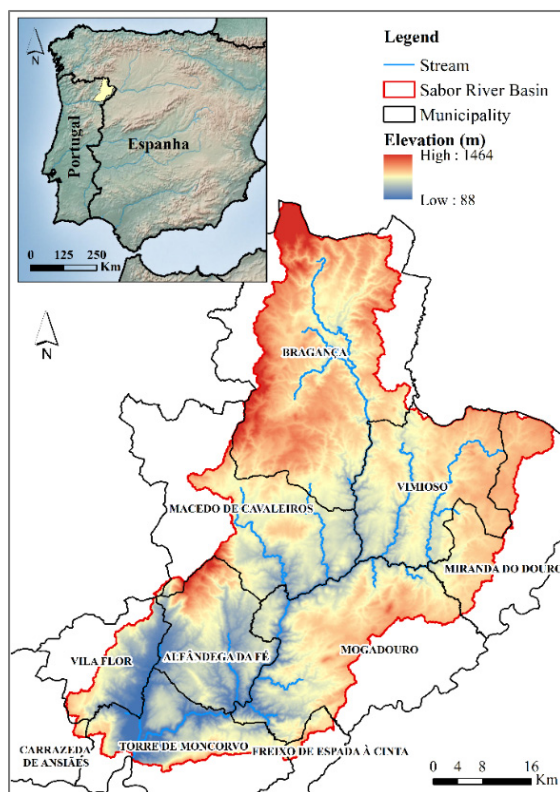 N
Portugal
Espanha
0 125 250
Km
Legend
Stream
Sabor River Basin
Municipality
Elevation (m)
High : 1464
Low : 88
N
BRAGANÇA
VIMIOSO
MACEDO DE CAVALEIROS
MIRANDA DO DOURO
MOGADOURO
VILA FLOR
ALFÂNDEGA DA FÉ
CARRAZEDA
DE ANSIÃES
TORRE DE MONCORVO
FREIXO DE ESPADA À CINTA
0 4 8 16
Km